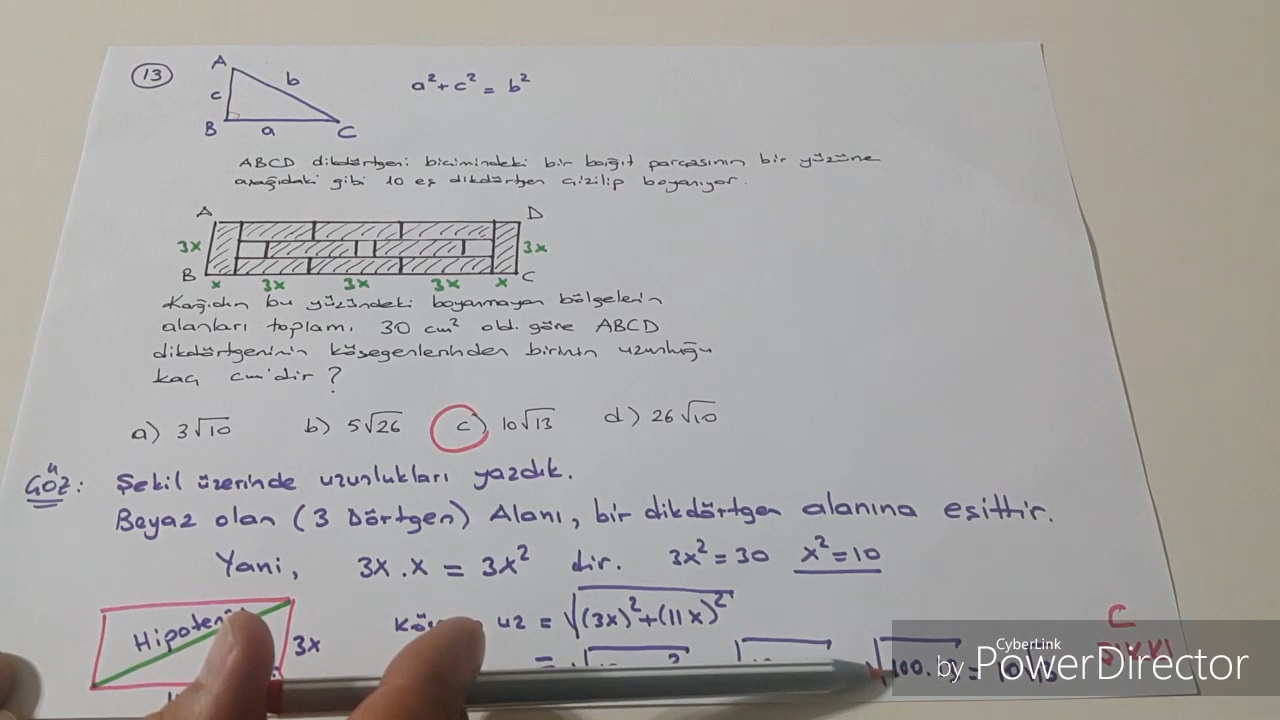 13
A
b
c
B
a
C
a²+c² = b²
ABCD dikdörtgeni biçimindeki bir kağıt parçasının bir yüzüne
aşağıdaki gibi 10 eş dikdörtgen çizilip boyanıyor.
A D
3x 3x
B C
x 3x 3x 3x x
Kağıdın bu yüzündeki boyanmayan bölgelerin
alanları toplamı 30 cm² old. göre ABCD
dikdörtgeninin köşegenlerinden birinin uzunluğu
kaç cm'dir ?
a) 3√10 b) 5√26 c) 10√13 d) 26√10
ÇÖZ: Şekil üzerinde uzunlukları yazdık.
Beyaz olan (3 Dörtgen) Alanı, bir dikdörtgen alanına eşittir.
Yani, 3x.x = 3x² dir. 3x²=30 x²=10
3x
uz = √(3x)²+(11x)²
C
= 10√13
CyberLink
by PowerDirector